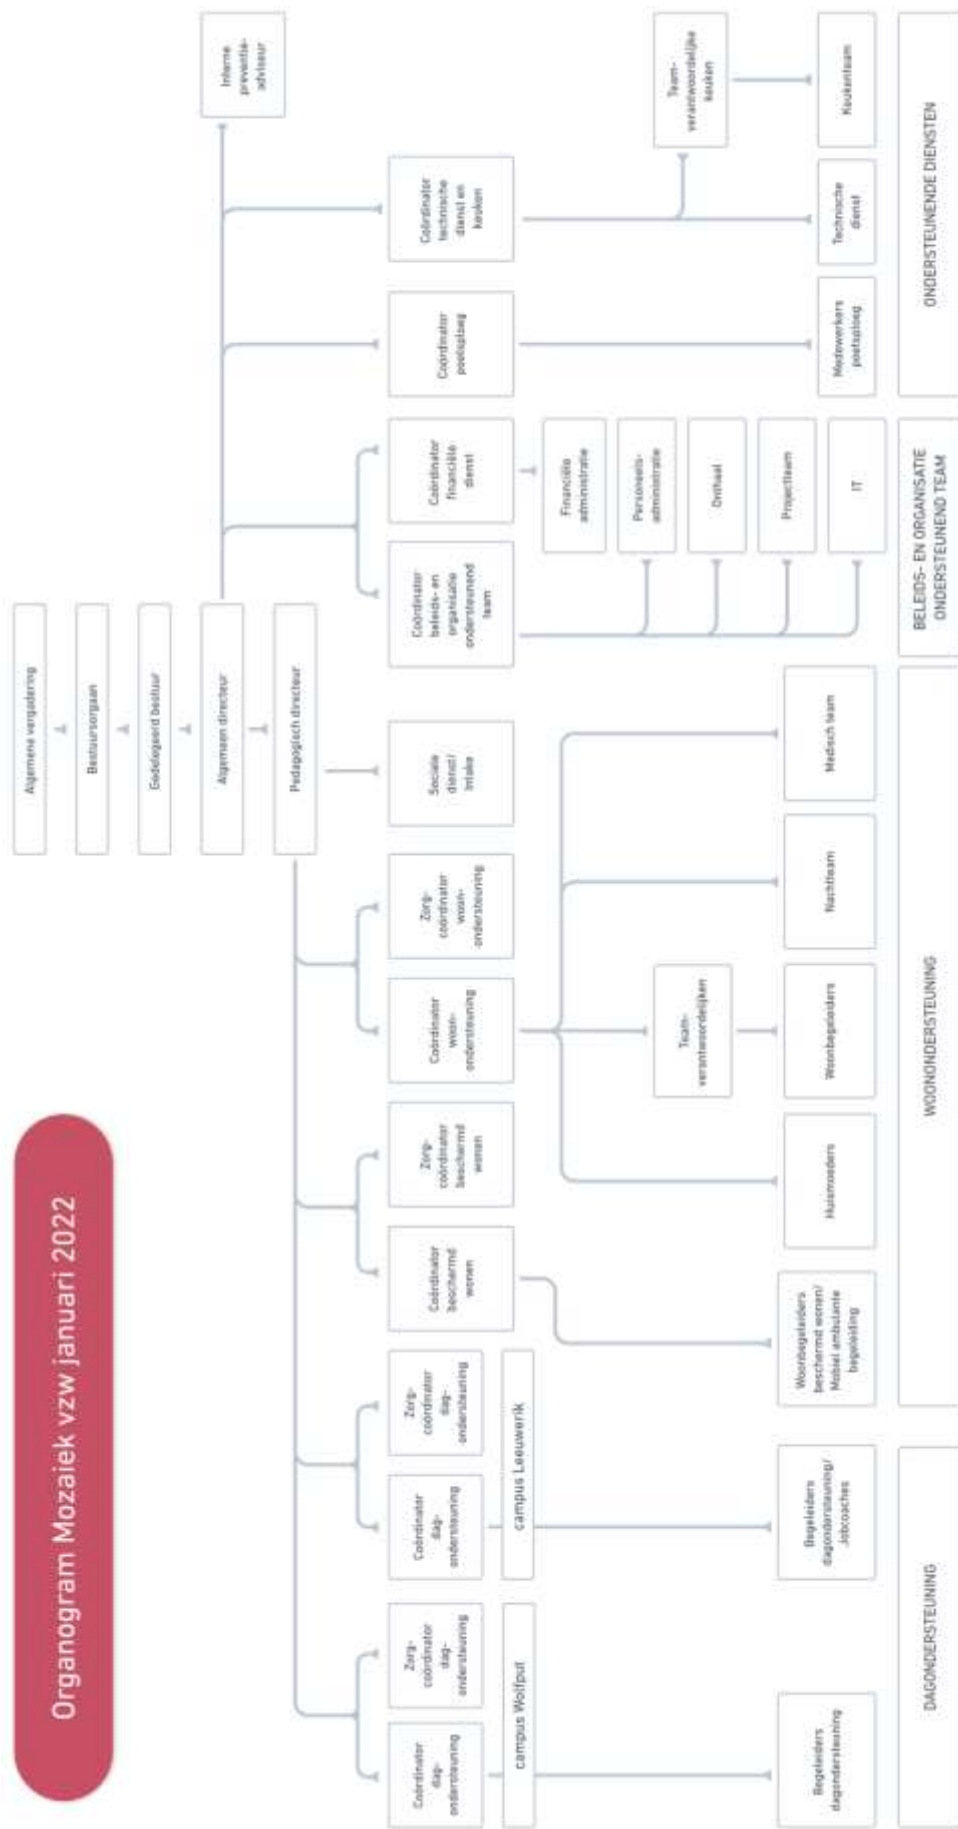 Organogram Mozaiek vzw januari 2022
Algemene vergadering
Bestuursorgaan
Gedelegeerd bestuur
Algemeen directeur
Pedagogisch directeur
Interne
preventie-
adviseur
Coördinator
dag-
ondersteuning
Zorg-
coördinator
dag-
ondersteuning
campus Wolfput
Coördinator
dag-
ondersteuning
Zorg-
coördinator
dag-
ondersteuning
campus Leeuwerik
Coördinator
beschermd
wonen
Zorg-
coördinator
beschermd
wonen
Coördinator
woon-
ondersteuning
Zorg-
coördinator
woon-
ondersteuning
Sociale
dienst/
Intake
Coördinator
beleids- en
organisatie
ondersteunend
team
Coördinator
financiële
dienst
Coördinator
poetsploeg
Coördinator
technische
dienst en
keuken
Financiële
administratie
Personeels-
administratie
Onthaal
Projectteam
IT
Team-
verantwoordelijken
Team-
verantwoordelijke
keuken
Begeleiders
dagondersteuning
Begeleiders
dagondersteuning/
Jobcoaches
Woonbegeleiders
beschermd wonen/
Mobiel ambulante
begeleiding
Huismoeders
Woonbegeleiders
Nachtteam
Medisch team
Medewerkers
poetsploeg
Technische
dienst
Keukenteam
DAGONDERSTEUNING
WOONONDERSTEUNING
BELEIDS- EN ORGANISATIE
ONDERSTEUNEND TEAM
ONDERSTEUNENDE DIENSTEN